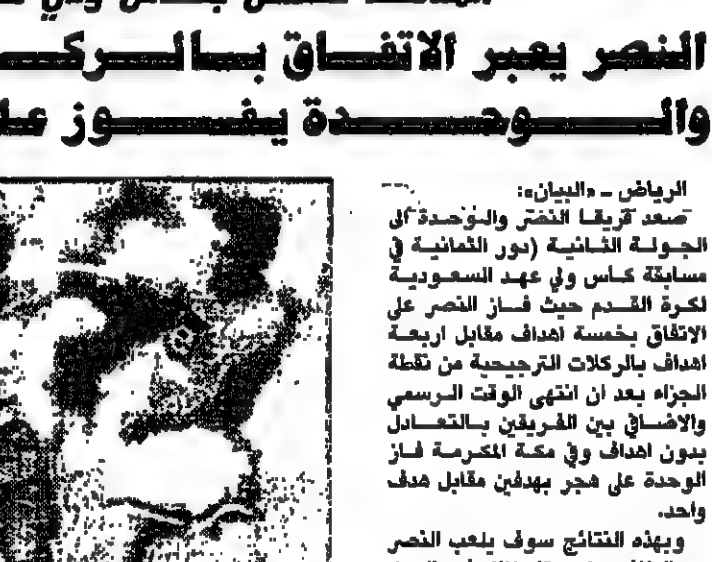 النصر يعبر الاتفاق بالركـ
والوحدة يفوز علـ
الرياض ـ «البيان»:
صعد فريقا النصر والوحدة الى
الجولة الثانية (دور الثمانية في
مسابقة كاس ولي عهد السعودية
لكرة القدم حيث فاز النصر على
الاتفاق بخمسة اهداف مقابل اربعة
اهداف بالركلات الترجيحية من نقطة
الجزاء بعد ان انتهى الوقت الرسمي
والاضافي بين الفريقين بالتعادل
بدون اهداف وفي مكة المكرمة فاز
الوحدة على هجر بهدفين مقابل هدف
واحد.
وبهذه النتائج سوف يلعب النصر